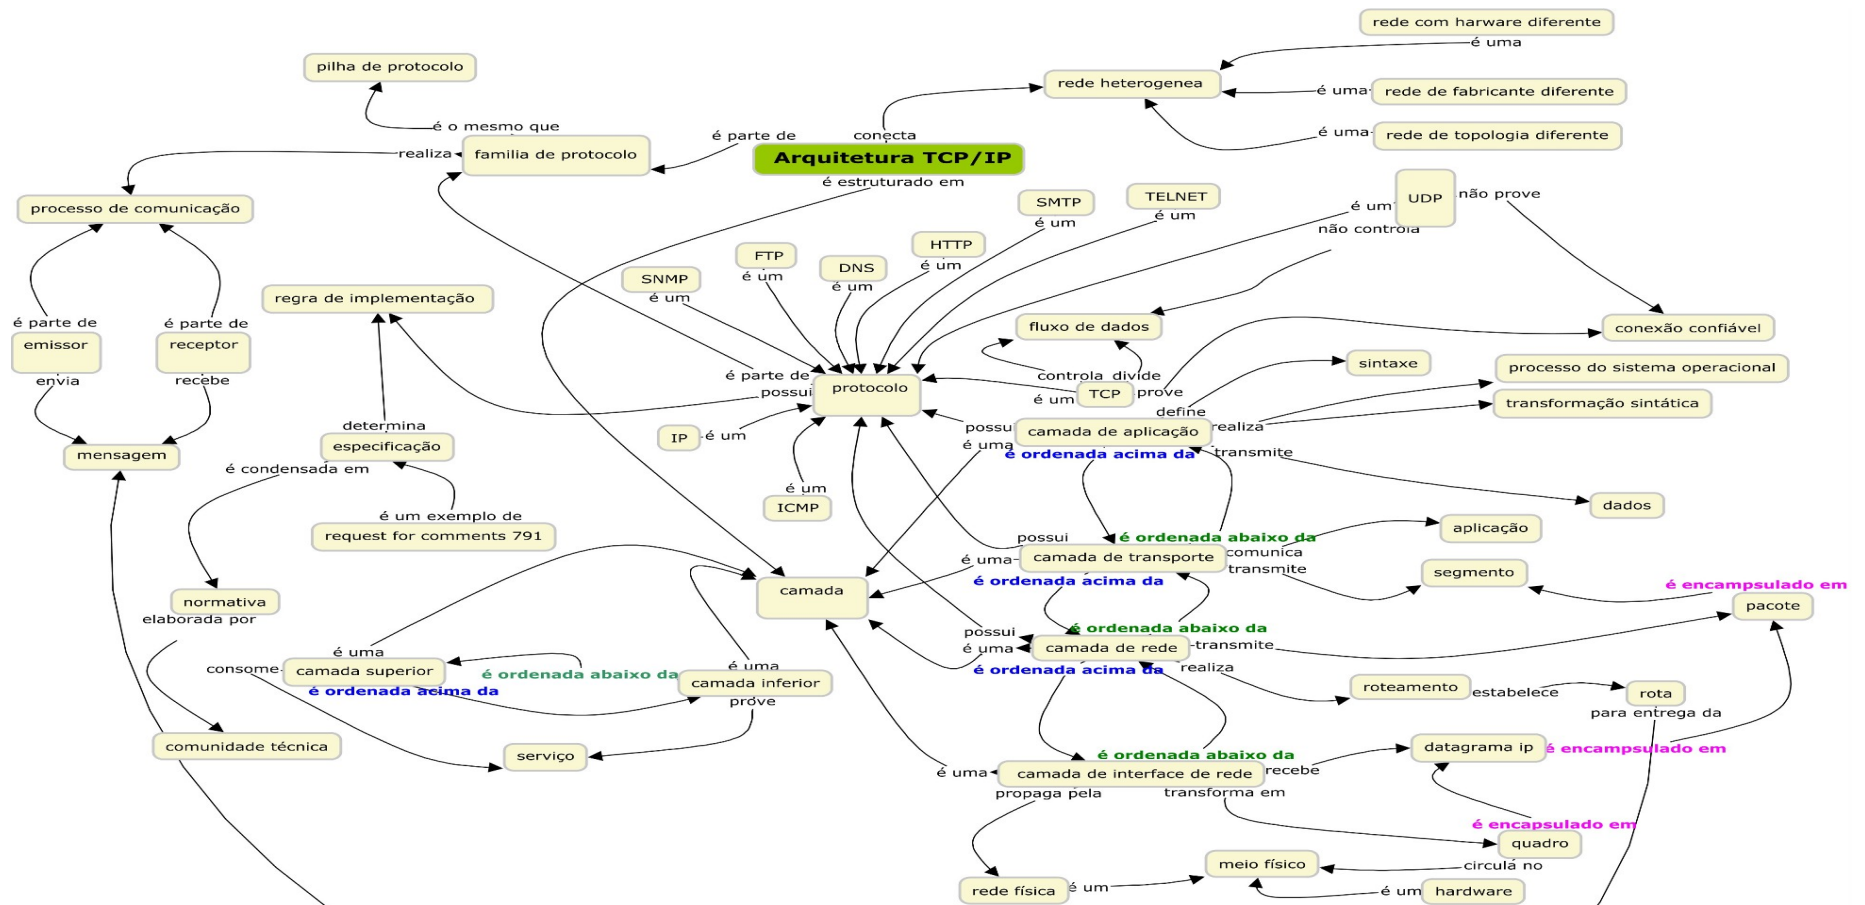 rede com harware diferente
é uma
pilha de protocolo
rede heterogenea
é uma
rede de fabricante diferente
é o mesmo que
é parte de
conecta
é uma
rede de topologia diferente
realiza
familia de protocolo
Arquitetura TCP/IP
é estruturado em
processo de comunicação
SMTP
é um
TELNET
é um
é um
UDP
não prove
não controla
HTTP
é um
FTP
é um
DNS
é um
SNMP
é um
regra de implementação
é parte de
é parte de
fluxo de dados
conexão confiável
emissor
receptor
envia
recebe
sintaxe
processo do sistema operacional
é parte de
protocolo
controla
divide
possui
é um
TCP
prove
transformação sintática
define
determina
IP
é um
possui
camada de aplicação
realiza
é uma
especificação
é ordenada acima da
transmite
mensagem
é condensada em
é um
ICMP
dados
é um exemplo de
request for comments 791
aplicação
possui
é ordenada abaixo da
é uma
camada de transporte
comunica
transmite
segmento
é ordenada acima da
é encampsulado em
camada
normativa
elaborada por
pacote
possui
é ordenada abaixo da
é uma
camada de rede
transmite
é uma
consome
camada superior
é ordenada abaixo da
é uma
camada inferior
é ordenada acima da
realiza
é ordenada acima da
prove
roteamento
estabelece
rota
para entrega da
comunidade técnica
serviço
é ordenada abaixo da
datagrama ip
é encampsulado em
é uma
camada de interface de rede
recebe
propaga pela
transforma em
é encapsulado em
quadro
meio físico
circula no
rede física
é um
é um
hardware